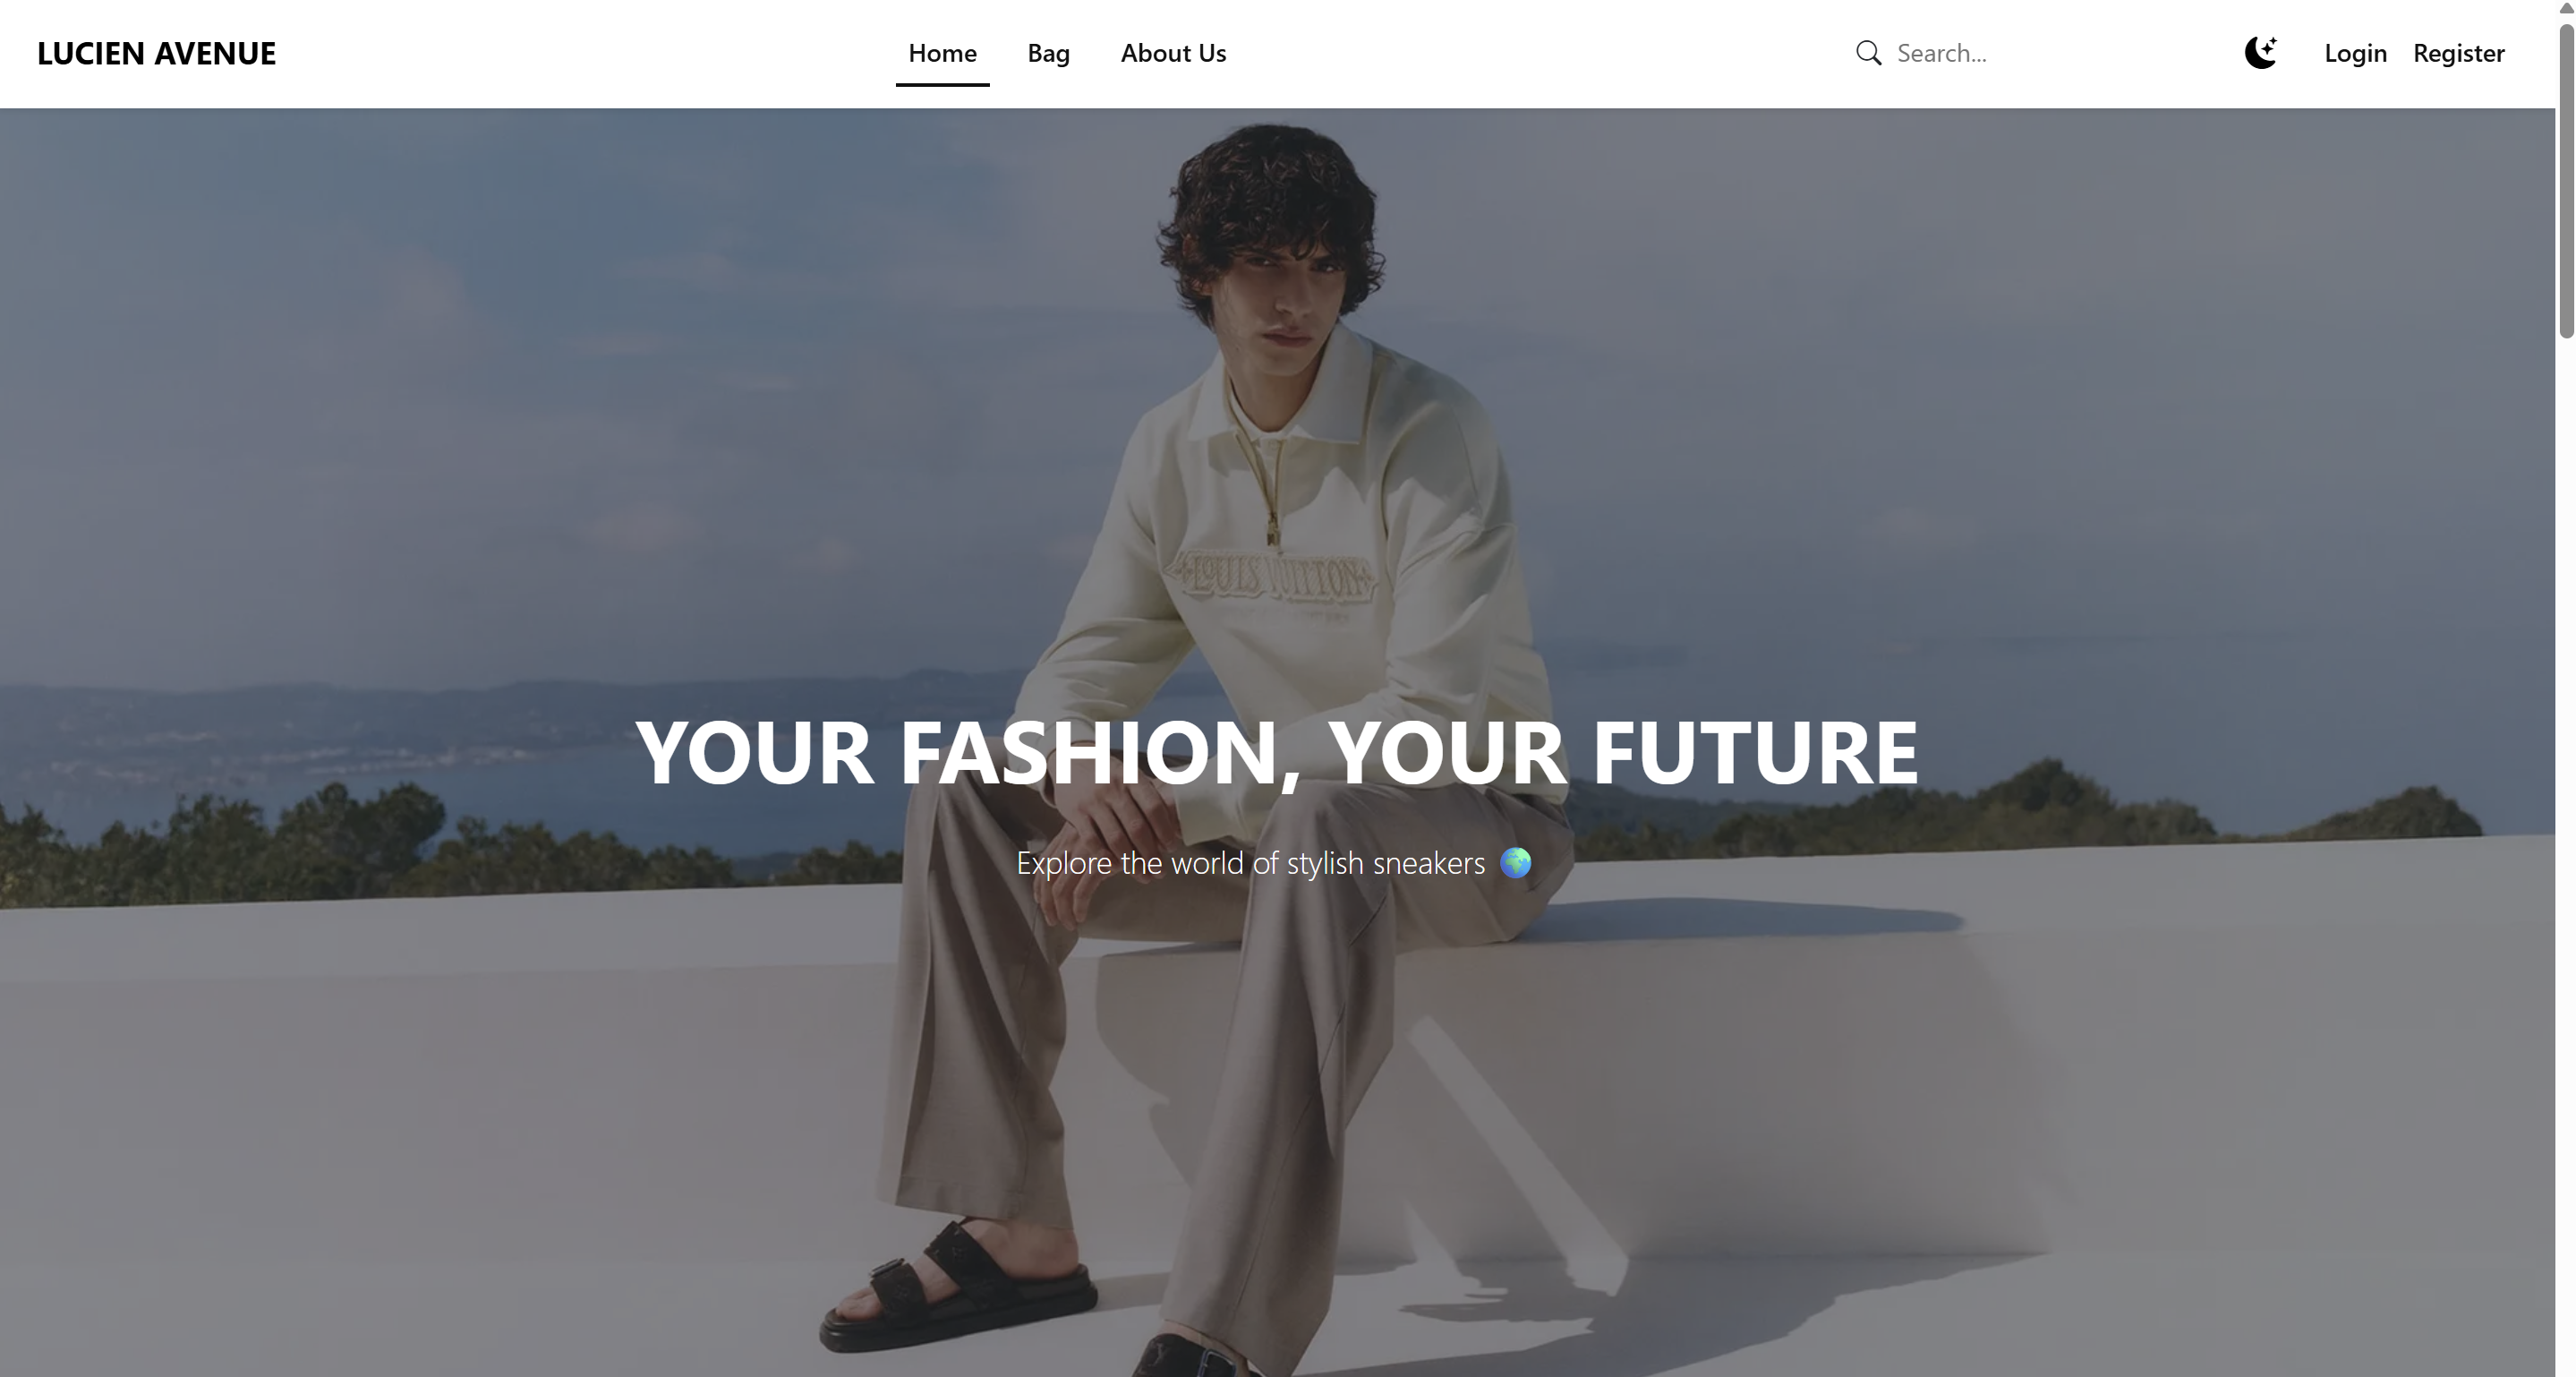 LUCIEN AVENUE
Home Bag About Us
Search...
Login Register
LOUIS VUITTON
YOUR FASHION, YOUR FUTURE
Explore the world of stylish sneakers 🌍